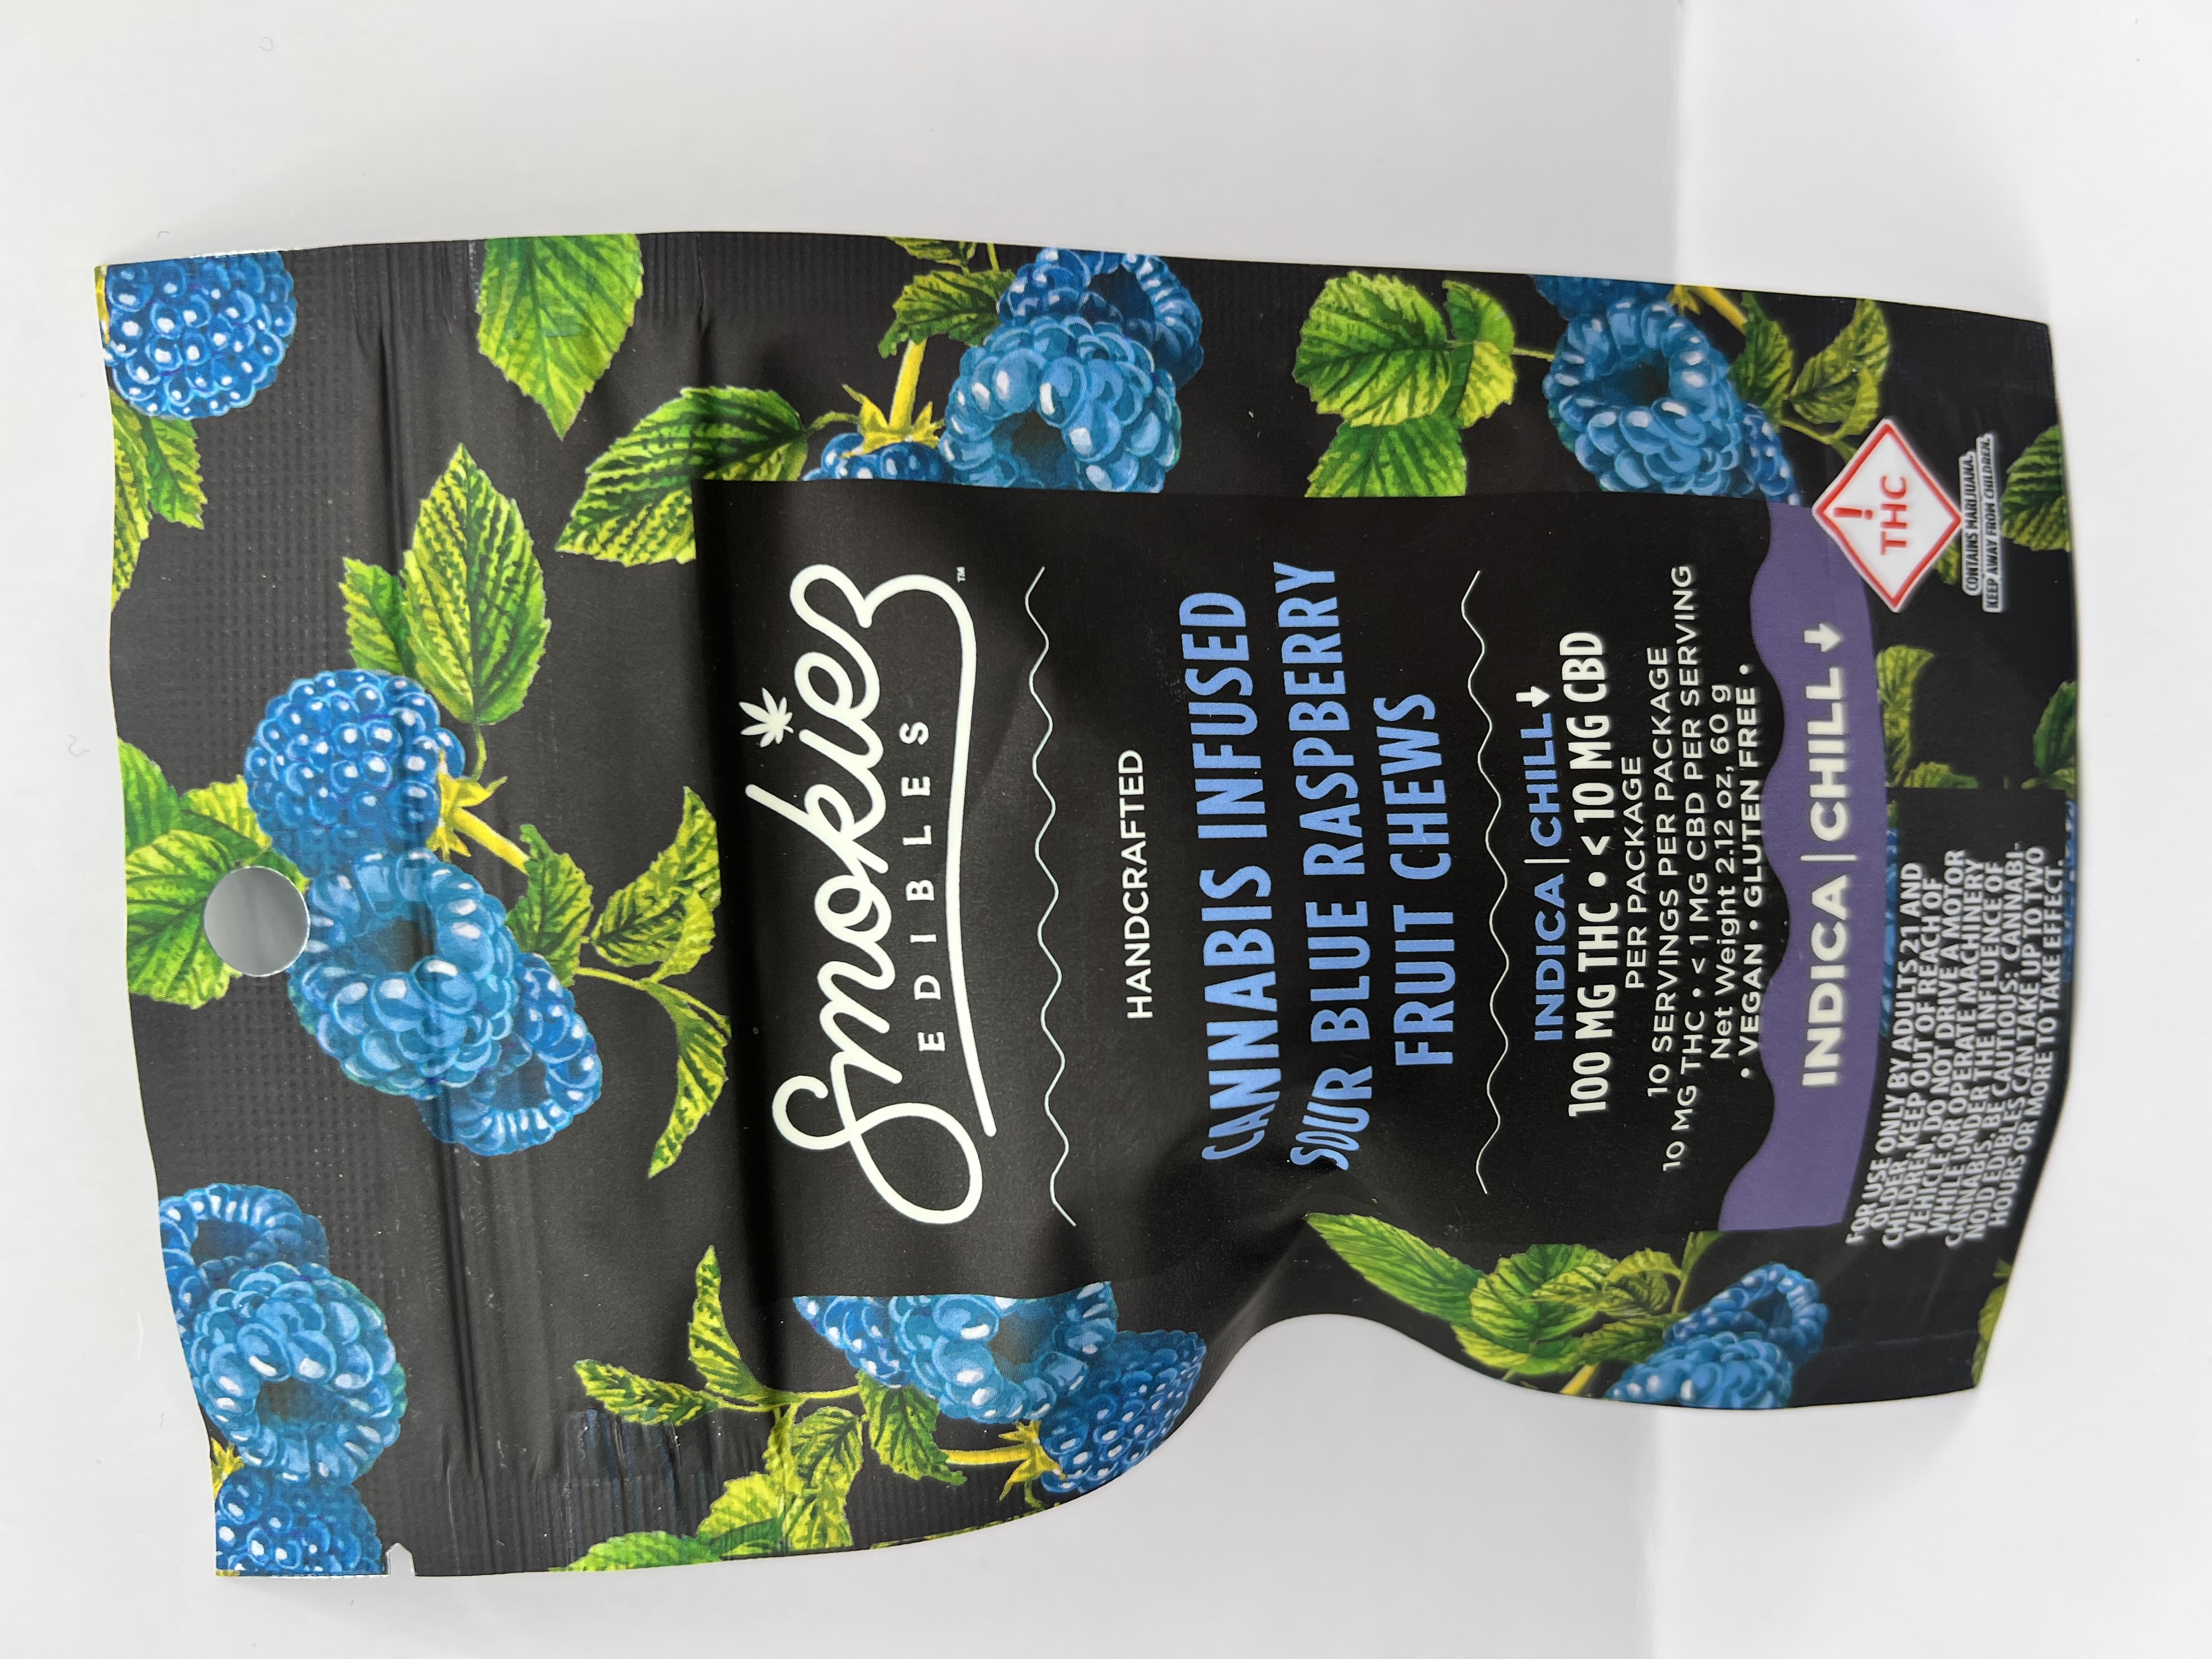 Smokiez™
EDIBLES
HANDCRAFTED
CANNABIS INFUSED
SOUR BLUE RASPBERRY
FRUIT CHEWS
INDICA | CHILL↓
100 MG THC • < 10 MG CBD
PER PACKAGE
10 SERVINGS PER PACKAGE
10 MG THC • < 1 MG CBD PER SERVING
Net Weight 2.12 oz, 60 g
• VEGAN • GLUTEN FREE •
INDICA | CHILL↓
!
THC
CONTAINS MARIJUANA.
KEEP AWAY FROM CHILDREN.
FOR USE ONLY BY ADULTS 21 AND
OLDER. KEEP OUT OF REACH OF
CHILDREN. DO NOT DRIVE A MOTOR
VEHICLE OR OPERATE MACHINERY
WHILE UNDER THE INFLUENCE OF
CANNABIS. BE CAUTIOUS: CANNABI-
NOID EDIBLES CAN TAKE UP TO TWO
HOURS OR MORE TO TAKE EFFECT.